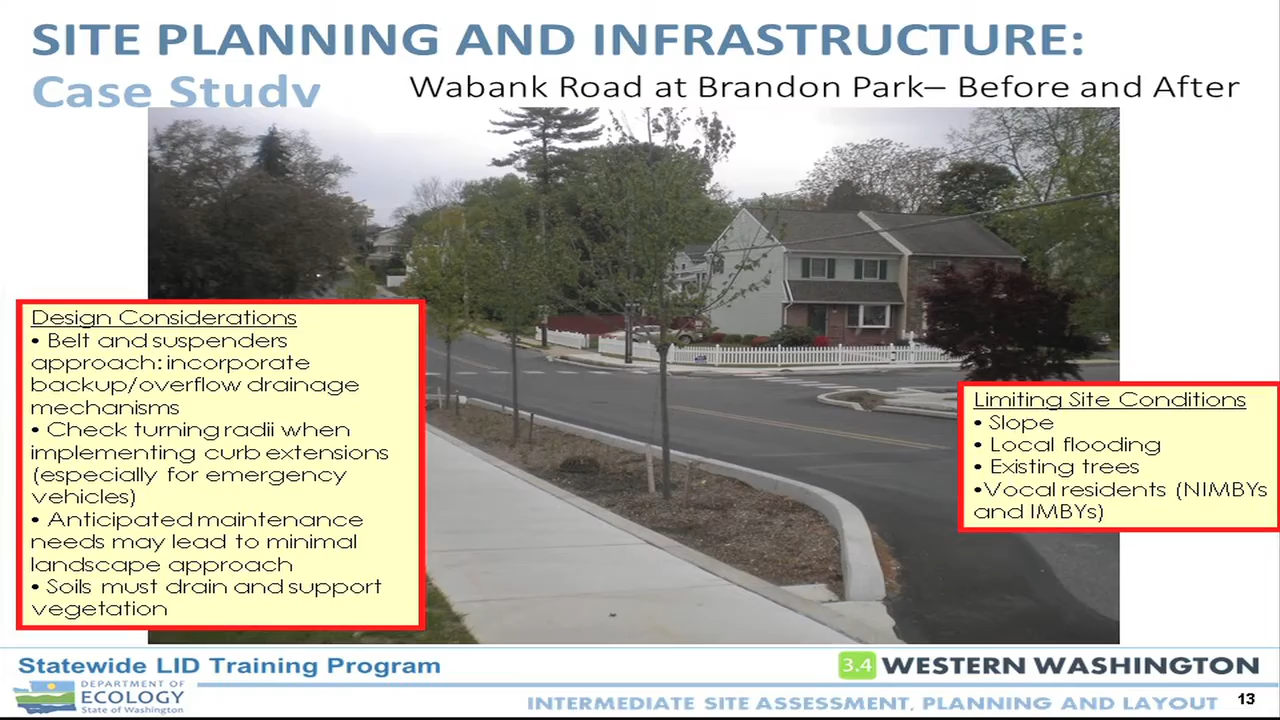 SITE PLANNING AND INFRASTRUCTURE:
Case Study
Wabank Road at Brandon Park– Before and After
Design Considerations
• Belt and suspenders
approach: incorporate
backup/overflow drainage
mechanisms
• Check turning radii when
implementing curb extensions
(especially for emergency
vehicles)
• Anticipated maintenance
needs may lead to minimal
landscape approach
• Soils must drain and support
vegetation
Limiting Site Conditions
• Slope
• Local flooding
• Existing trees
•Vocal residents (NIMBYs
and IMBYs)
Statewide LID Training Program
3.4 WESTERN WASHINGTON
DEPARTMENT OF
ECOLOGY
State of Washington
INTERMEDIATE SITE ASSESSMENT, PLANNING AND LAYOUT 13